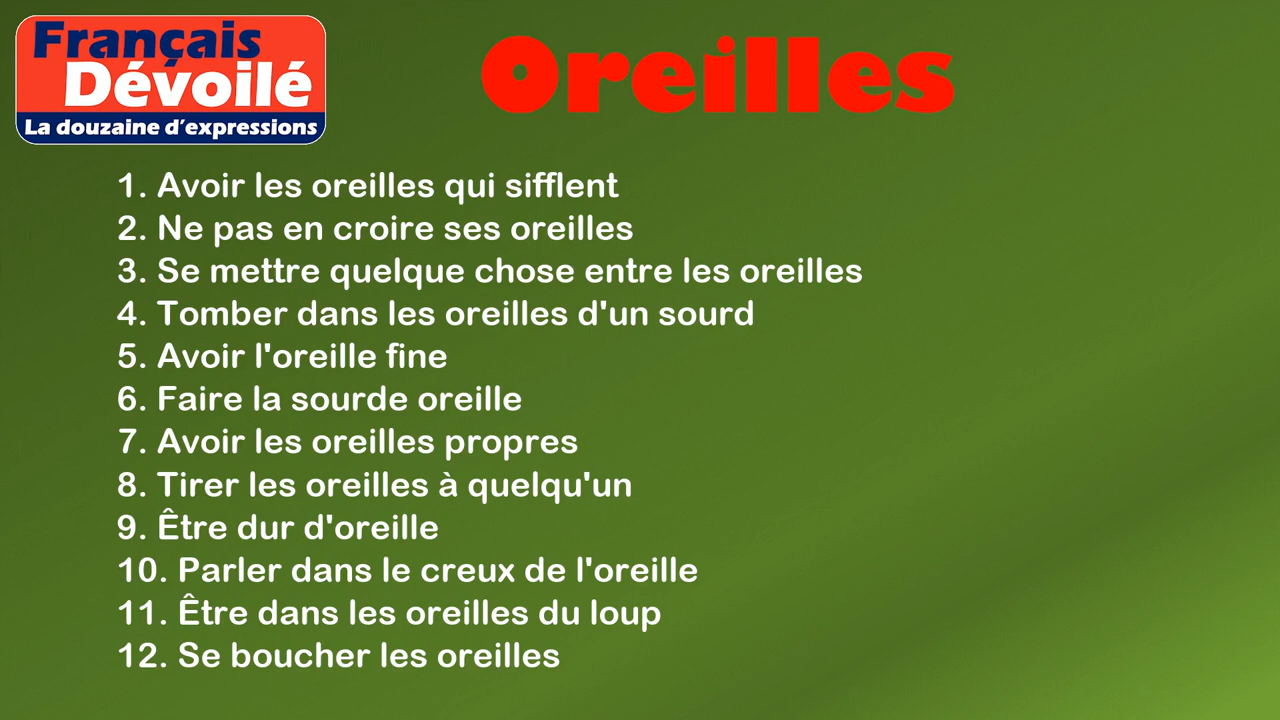 Français
Dévoilé
La douzaine d'expressions
Oreilles
1. Avoir les oreilles qui sifflent
2. Ne pas en croire ses oreilles
3. Se mettre quelque chose entre les oreilles
4. Tomber dans les oreilles d'un sourd
5. Avoir l'oreille fine
6. Faire la sourde oreille
7. Avoir les oreilles propres
8. Tirer les oreilles à quelqu'un
9. Être dur d'oreille
10. Parler dans le creux de l'oreille
11. Être dans les oreilles du loup
12. Se boucher les oreilles